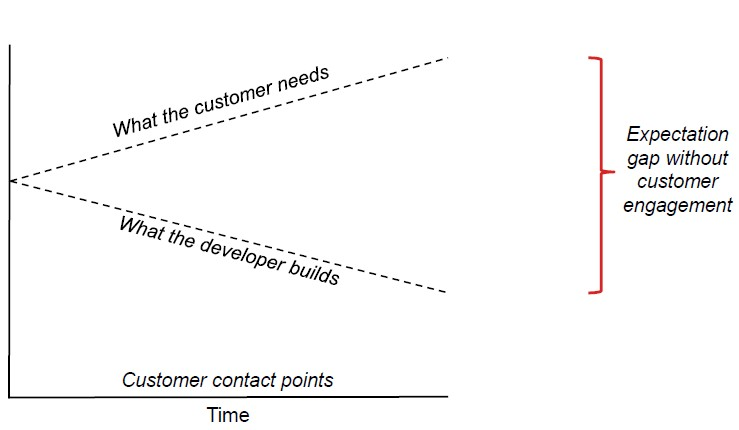 What the customer needs
Expectation
gap without
customer
engagement
What the developer builds
Customer contact points
Time